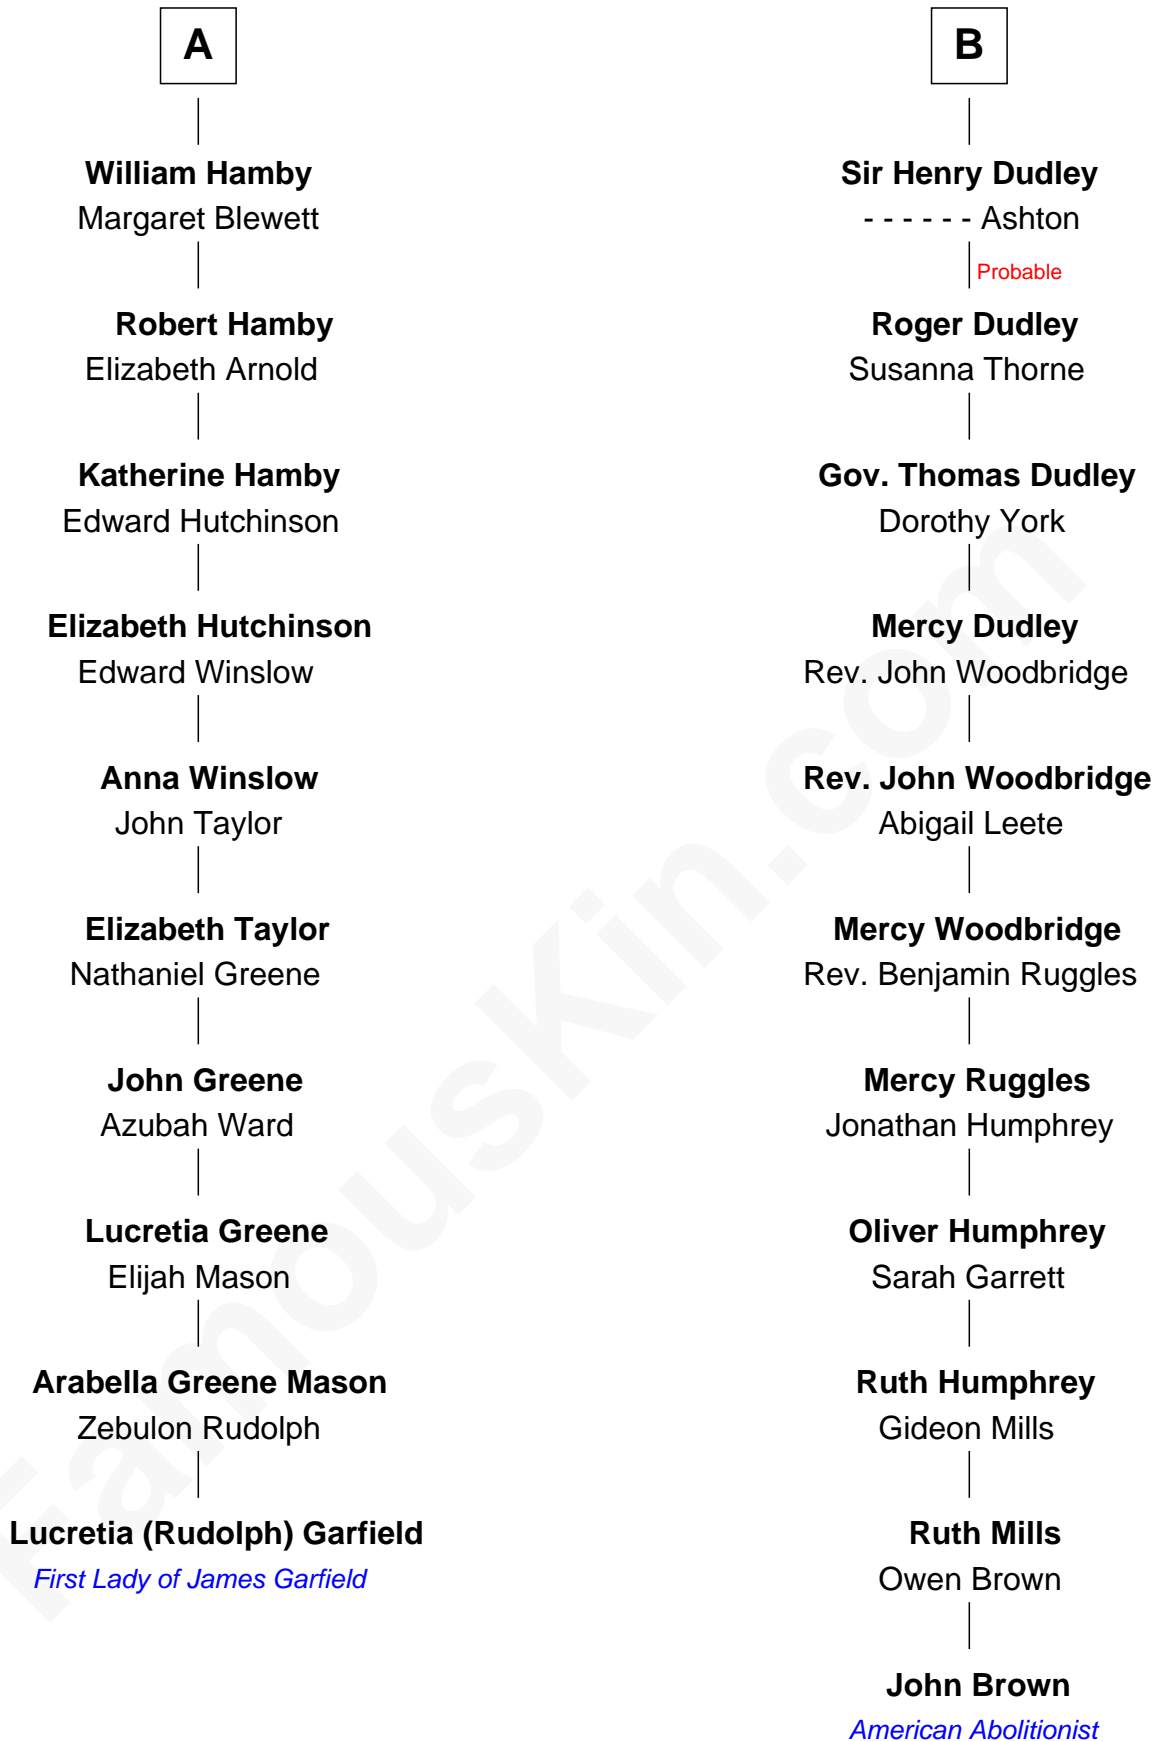 A
William Hamby
Margaret Blewett
Robert Hamby
Elizabeth Arnold
Katherine Hamby
Edward Hutchinson
Elizabeth Hutchinson
Edward Winslow
Anna Winslow
John Taylor
Elizabeth Taylor
Nathaniel Greene
John Greene
Azubah Ward
Lucretia Greene
Elijah Mason
Arabella Greene Mason
Zebulon Rudolph
Lucretia (Rudolph) Garfield
First Lady of James Garfield
B
Sir Henry Dudley
- - - - - - Ashton
Probable
Roger Dudley
Susanna Thorne
Gov. Thomas Dudley
Dorothy York
Mercy Dudley
Rev. John Woodbridge
Rev. John Woodbridge
Abigail Leete
Mercy Woodbridge
Rev. Benjamin Ruggles
Mercy Ruggles
Jonathan Humphrey
Oliver Humphrey
Sarah Garrett
Ruth Humphrey
Gideon Mills
Ruth Mills
Owen Brown
John Brown
American Abolitionist
FamousKin.com